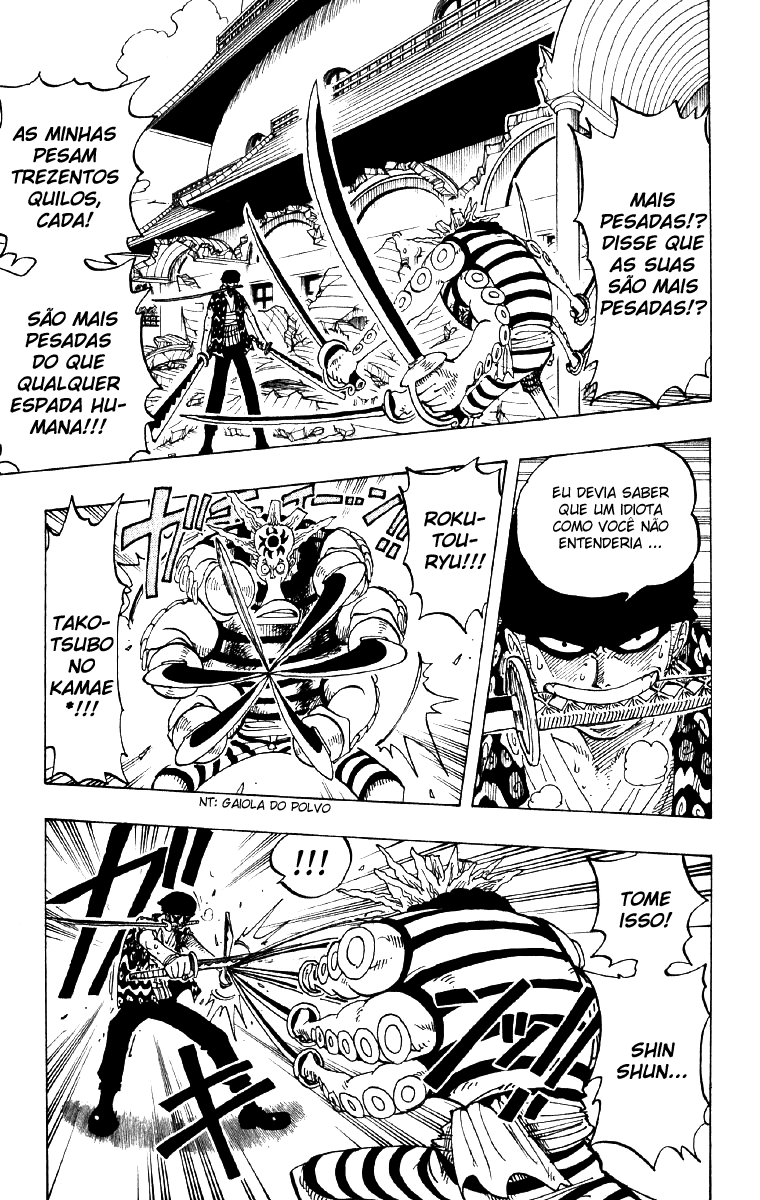 MAIS
PESADAS!?
DISSE QUE
AS SUAS
SÃO MAIS
PESADAS!?
AS MINHAS
PESAM
TREZENTOS
QUILOS,
CADA!
SÃO MAIS
PESADAS
DO QUE
QUALQUER
ESPADA HU-
MANA!!!
EU DEVIA SABER
QUE UM IDIOTA
COMO VOCÊ NÃO
ENTENDERIA ...
ROKU-
TOU-
RYU!!!
TAKO-
TSUBO
NO
KAMAE
*!!!
NT: GAIOLA DO POLVO
TOME
ISSO!
SHIN
SHUN...
!!!